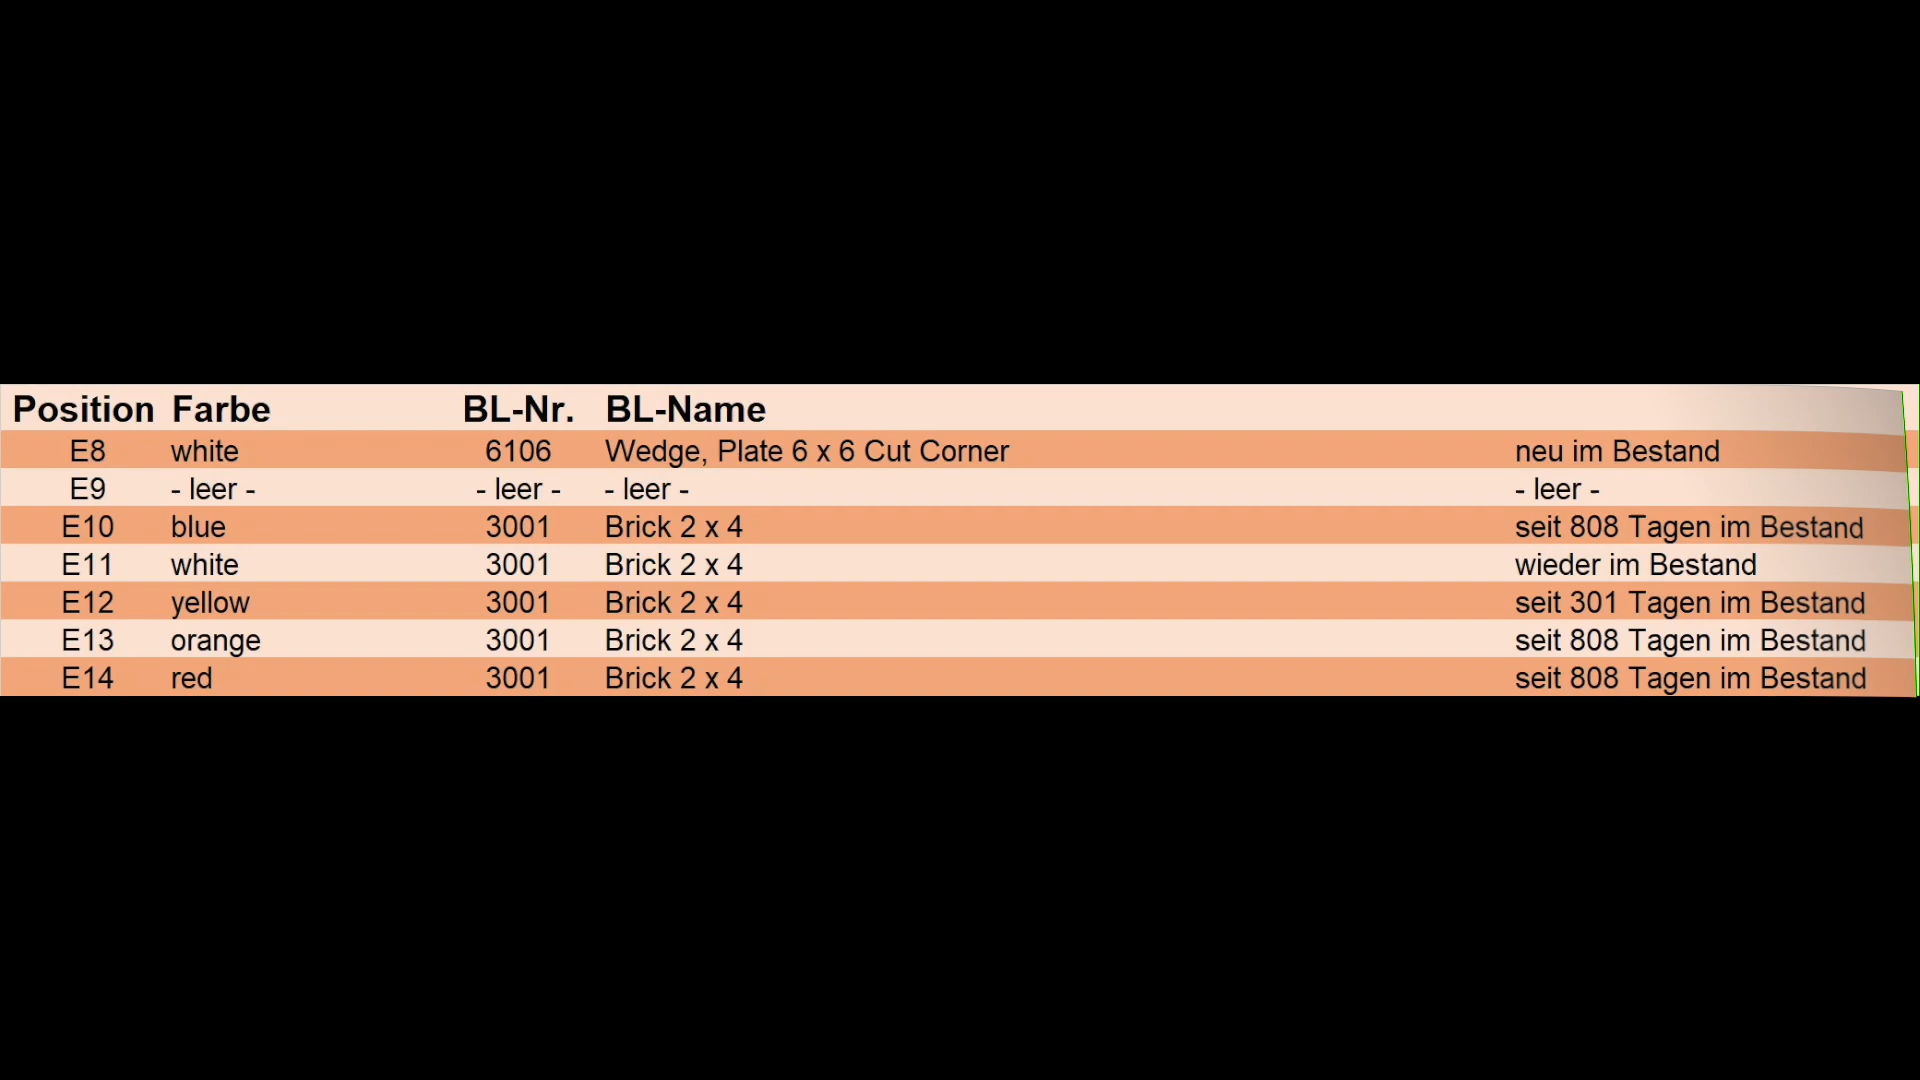 Position Farbe BL-Nr. BL-Name
E8 white 6106 Wedge, Plate 6 x 6 Cut Corner neu im Bestand
E9 - leer - - leer - - leer - - leer -
E10 blue 3001 Brick 2 x 4 seit 808 Tagen im Bestand
E11 white 3001 Brick 2 x 4 wieder im Bestand
E12 yellow 3001 Brick 2 x 4 seit 301 Tagen im Bestand
E13 orange 3001 Brick 2 x 4 seit 808 Tagen im Bestand
E14 red 3001 Brick 2 x 4 seit 808 Tagen im Bestand